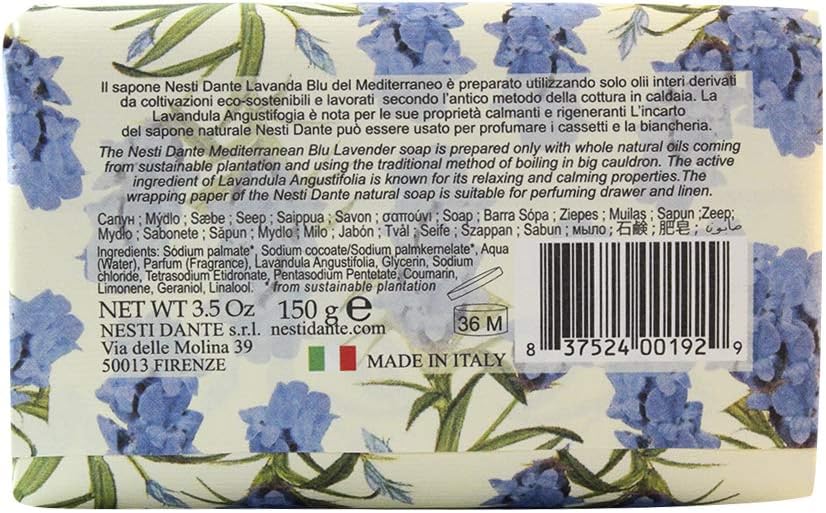 Il sapone Nesti Dante Lavanda Blu del Mediterraneo è preparato utilizzando solo olii interi derivati
da coltivazioni eco-sostenibili e lavorati secondo l'antico metodo della cottura in caldaia. La
Lavandula Angustifogia è nota per le sue proprietà calmanti e rigeneranti L'incarto
del sapone naturale Nesti Dante può essere usato per profumare i cassetti e la biancheria.
The Nesti Dante Mediterranean Blu Lavender soap is prepared only with whole natural oils coming
from sustainable plantation and using the traditional method of boiling in big cauldron. The active
ingredient of Lavandula Angustifolia is known for its relaxing and calming properties.The
wrapping paper of the Nesti Dante natural soap is suitable for perfuming drawer and linen.
Сапун ; Mýdlo ; Sæbe ; Seep ; Saippua ; Savon ; σαπούνι ; Soap ; Barra Sópa ; Ziepes ; Muilas ; Sapun ;Zeep;
Mydło ; Sabonete ; Săpun ; Mydlo ; Milo ; Jabón ; Tvål ; Seife ; Szappan ; Sabun ; мыло ; 石鹸 ; 肥皂 ; صابونة ;
Ingredients: Sodium palmate*, Sodium cocoate/Sodium palmkernelate*, Aqua
(Water), Parfum (Fragrance), Lavandula Angustifolia, Glycerin, Sodium
chloride, Tetrasodium Etidronate, Pentasodium Pentetate, Coumarin,
Limonene, Geraniol, Linalool. * from sustainable plantation
NET WT 3.5 Oz 150 g e
NESTI DANTE s.r.l. nestidante.com
Via delle Molina 39
50013 FIRENZE
36 M
MADE IN ITALY
8 37524 00192 9